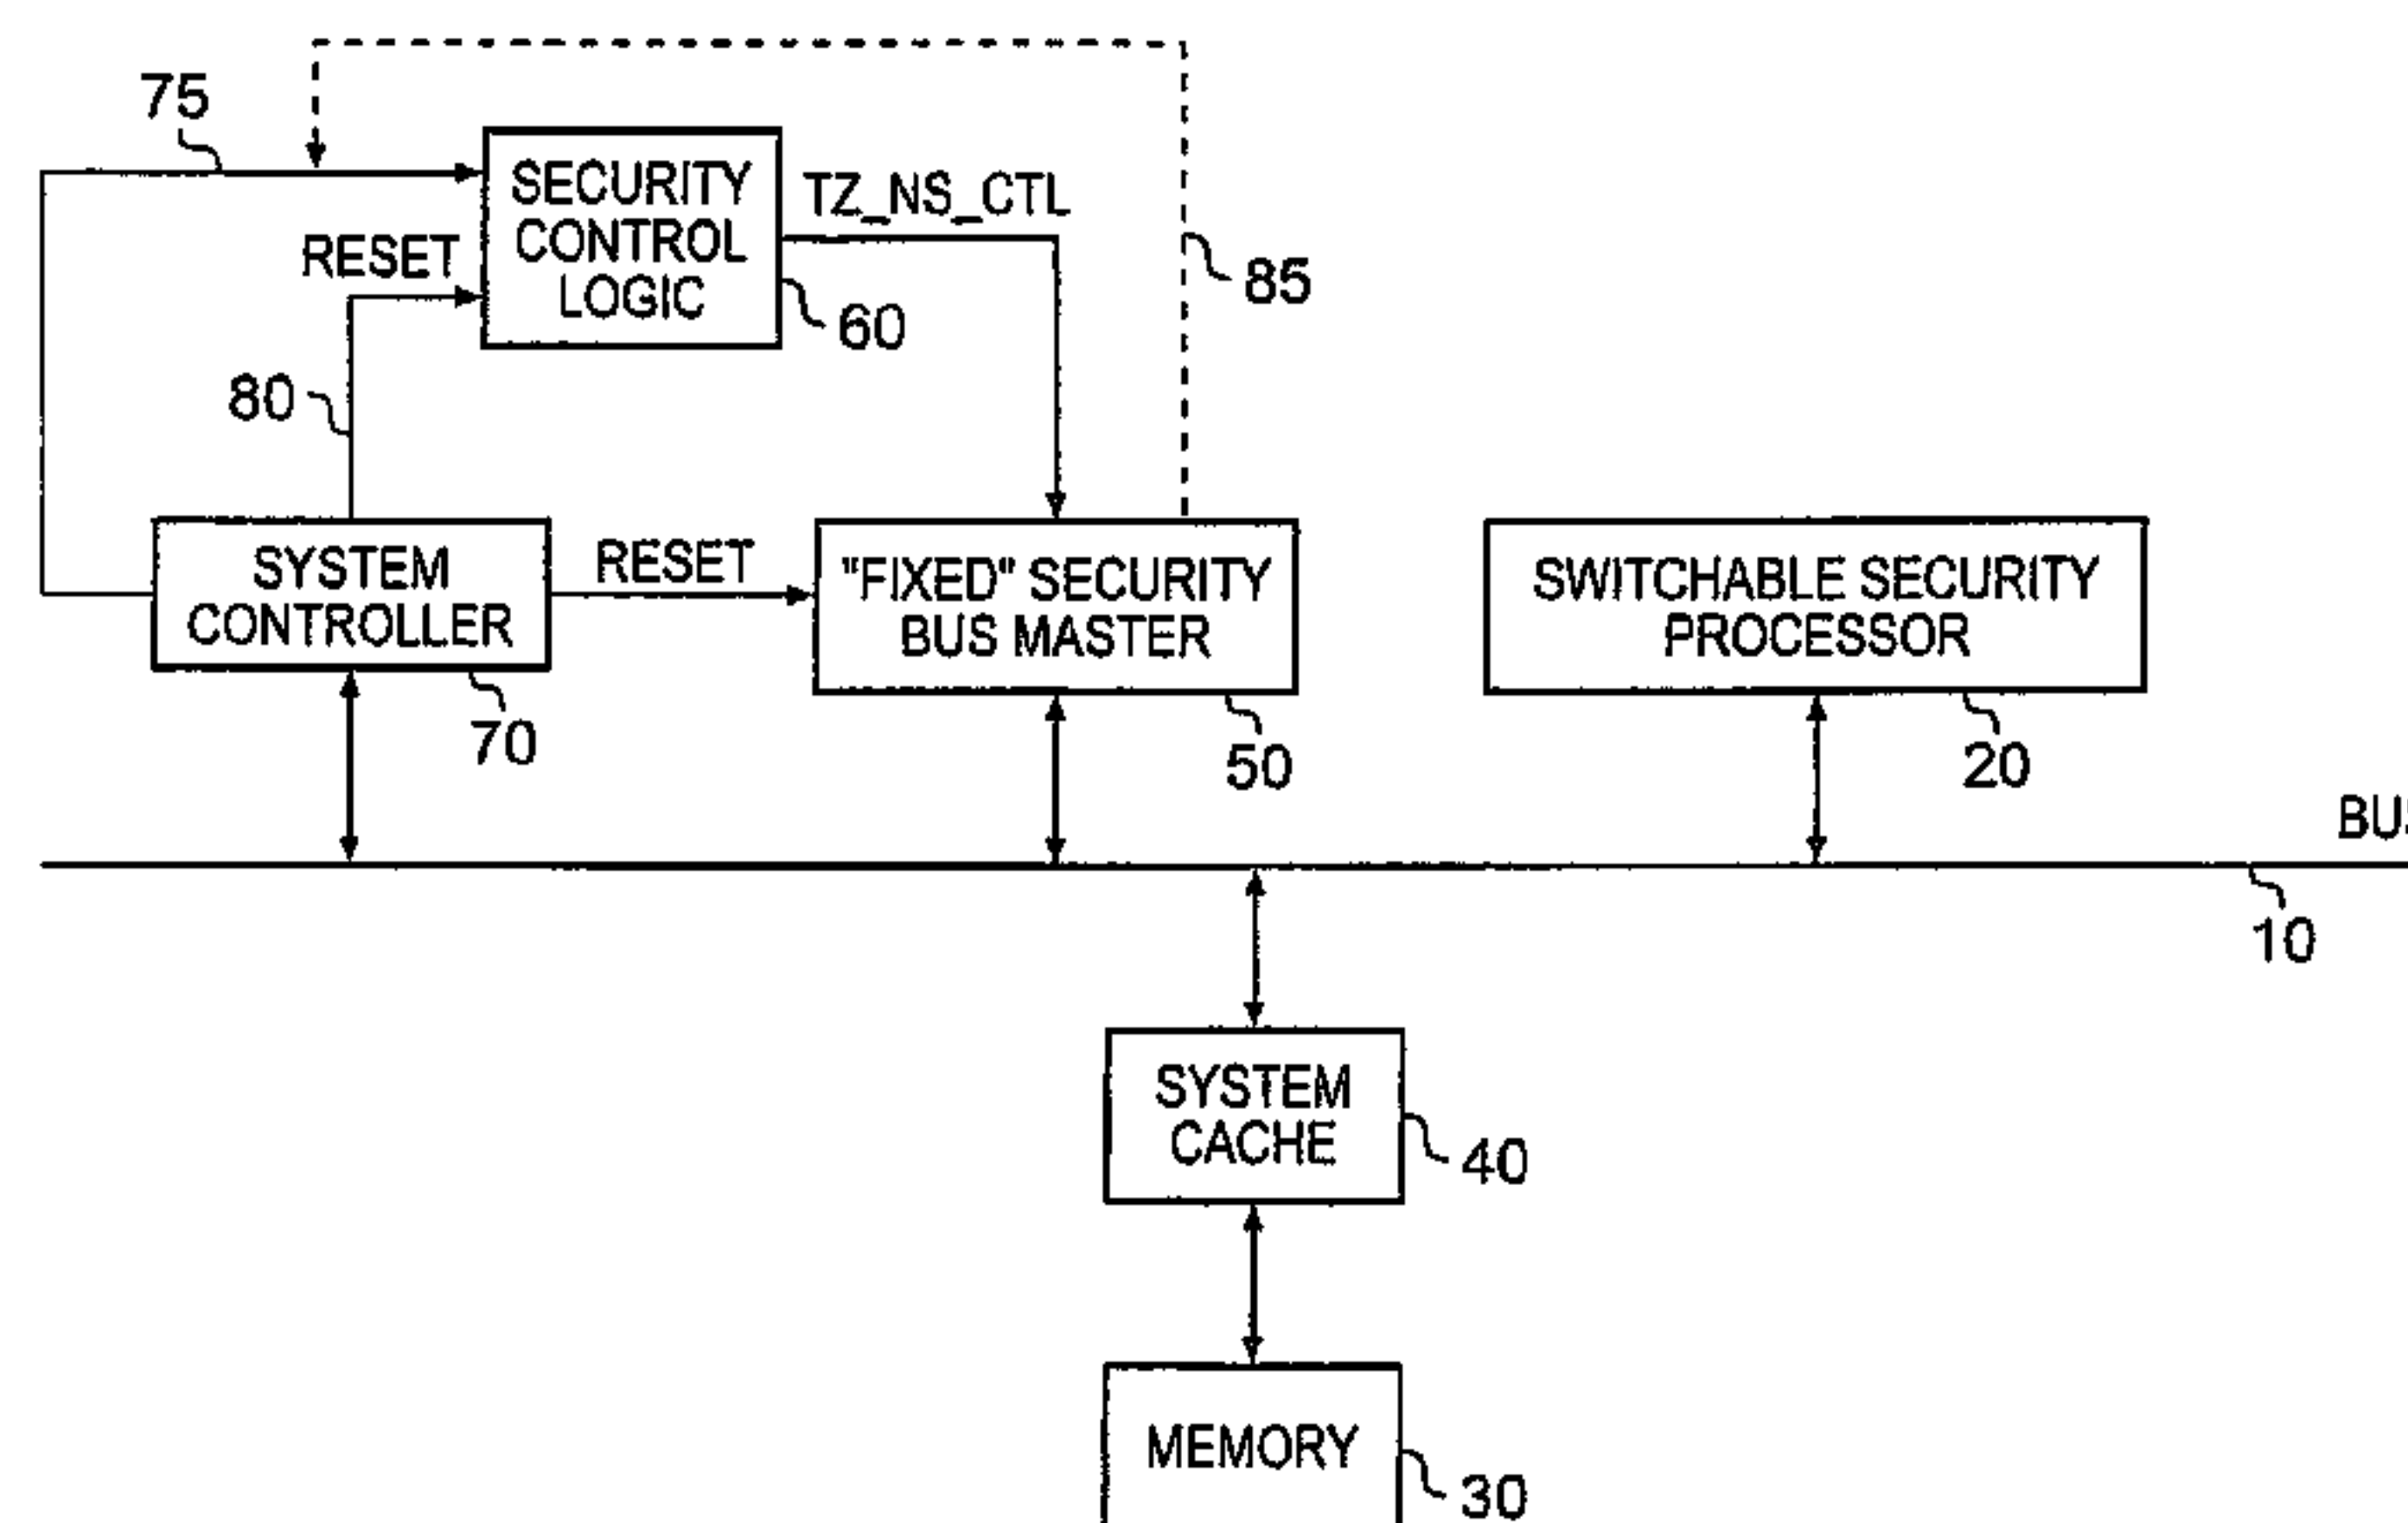 75
SECURITY
CONTROL
LOGIC
TZ_NS_CTL
RESET
85
60
80
SYSTEM
CONTROLLER
RESET
"FIXED" SECURITY
BUS MASTER
SWITCHABLE SECURITY
PROCESSOR
70
50
20
10
SYSTEM
CACHE
40
MEMORY
30